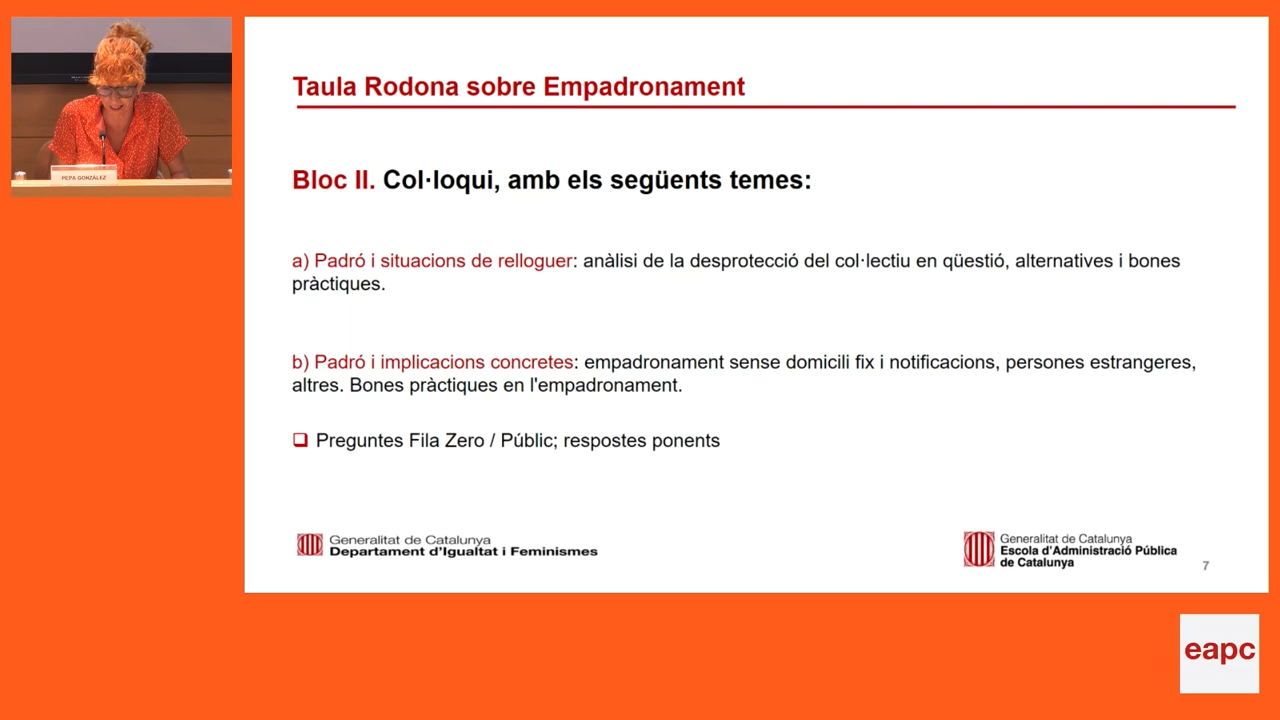 PEPA GONZÁLEZ
Taula Rodona sobre Empadronament
Bloc II. Col·loqui, amb els següents temes:
a) Padró i situacions de relloguer: anàlisi de la desprotecció del col·lectiu en qüestió, alternatives i bones
pràctiques.
b) Padró i implicacions concretes: empadronament sense domicili fix i notificacions, persones estrangeres,
altres. Bones pràctiques en l'empadronament.
Preguntes Fila Zero / Públic; respostes ponents
Generalitat de Catalunya
Departament d'Igualtat i Feminismes
Generalitat de Catalunya
Escola d'Administració Pública
de Catalunya
7
eapc